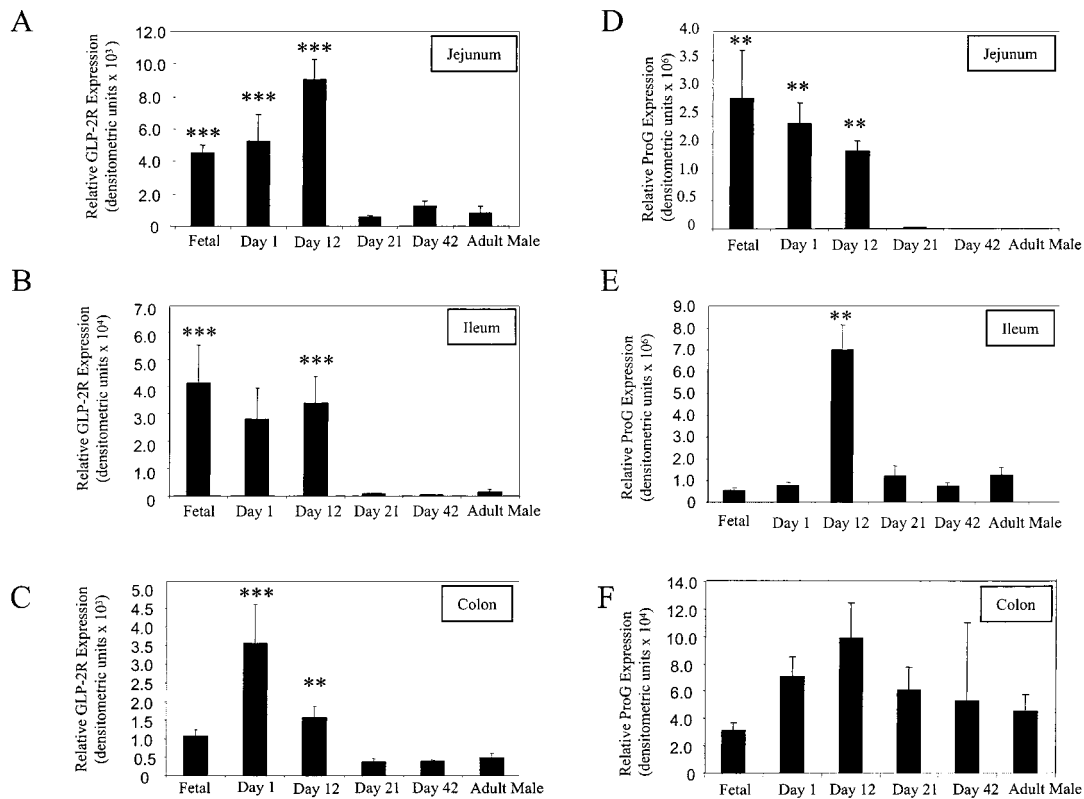 A
Relative GLP-2R Expression
(densitometric units x 10³)
12.0
10.0
8.0
6.0
4.0
2.0
0
Jejunum
***
***
***
Fetal Day 1 Day 12 Day 21 Day 42 Adult Male
B
Relative GLP-2R Expression
(densitometric units x 10⁴)
7.0
6.0
5.0
4.0
3.0
2.0
1.0
0
Ileum
***
***
Fetal Day 1 Day 12 Day 21 Day 42 Adult Male
C
Relative GLP-2R Expression
(densitometric units x 10³)
5.0
4.5
4.0
3.5
3.0
2.5
2.0
1.5
1.0
0.5
0
Colon
***
**
Fetal Day 1 Day 12 Day 21 Day 42 Adult Male
D
Relative ProG Expression
(densitometric units x 10⁶)
4.0
3.5
3.0
2.5
2.0
1.5
0.5
0
Jejunum
**
**
**
Fetal Day 1 Day 12 Day 21 Day 42 Adult Male
E
Relative ProG Expression
(densitometric units x 10⁶)
9.0
8.0
7.0
6.0
5.0
4.0
3.0
2.0
1.0
0
Ileum
**
Fetal Day 1 Day 12 Day 21 Day 42 Adult Male
F
Relative ProG Expression
(densitometric units x 10⁴)
14.0
12.0
10.0
8.0
6.0
4.0
2.0
0
Colon
Fetal Day 1 Day 12 Day 21 Day 42 Adult Male